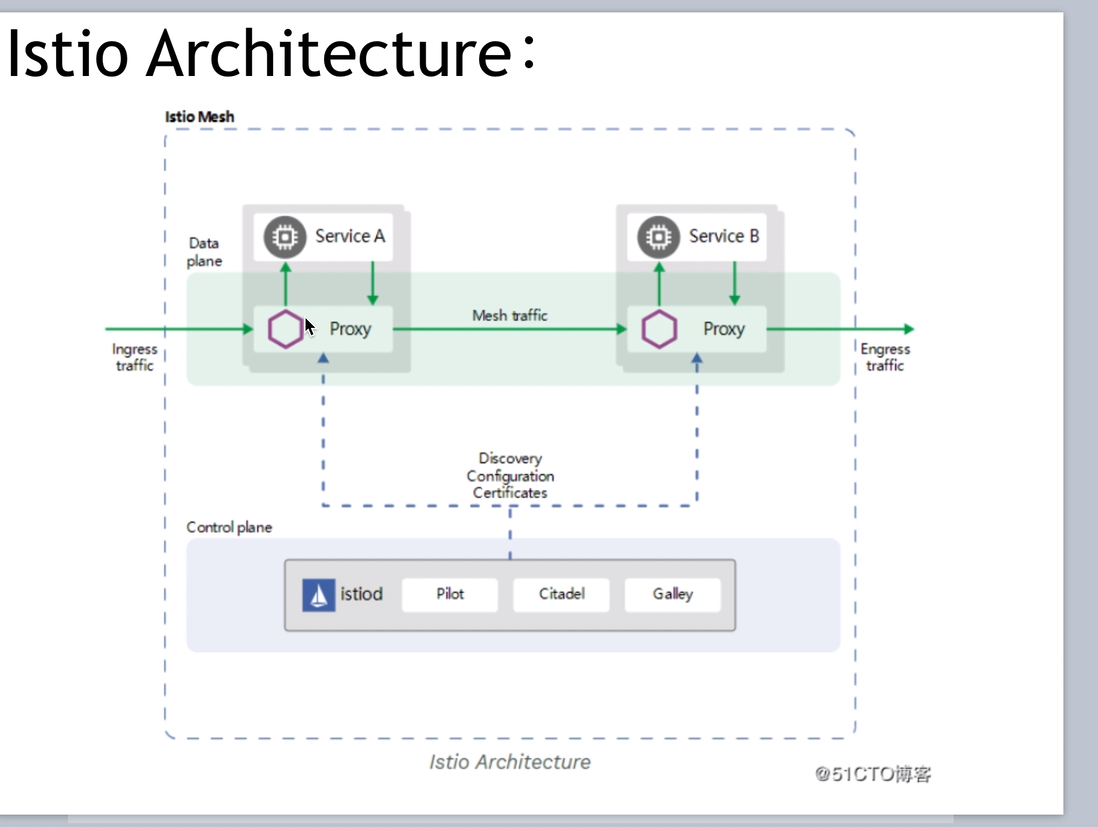 Istio Architecture：
Istio Mesh
Data
plane
Service A
Service B
Proxy
Mesh traffic
Proxy
Ingress
traffic
Engress
traffic
Discovery
Configuration
Certificates
Control plane
istiod
Pilot
Citadel
Galley
Istio Architecture
@51CTO博客